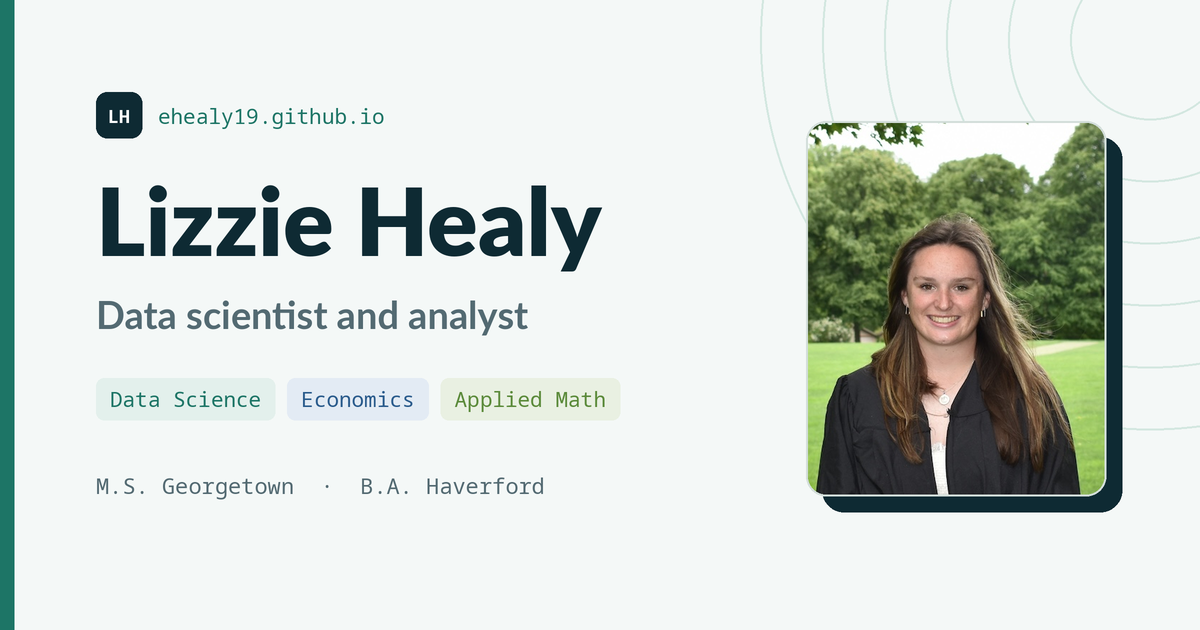 LH ehealy19.github.io
Lizzie Healy
Data scientist and analyst
Data Science Economics Applied Math
M.S. Georgetown · B.A. Haverford